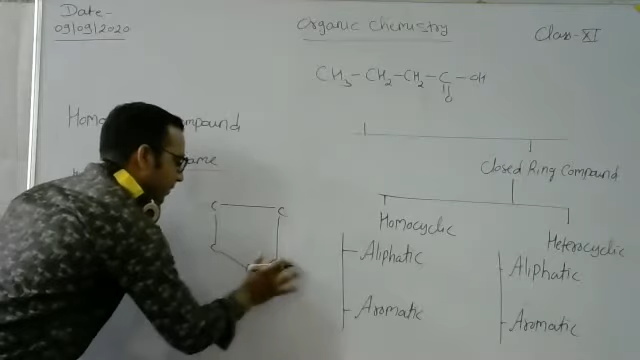 Date-
09/09/2020
Organic Chemistry
Class-XI
CH3-CH2-CH2-C-OH
O
Closed Ring Compound
Homocyclic
Heterocyclic
Aliphatic
Aliphatic
Aromatic
Aromatic
C
C